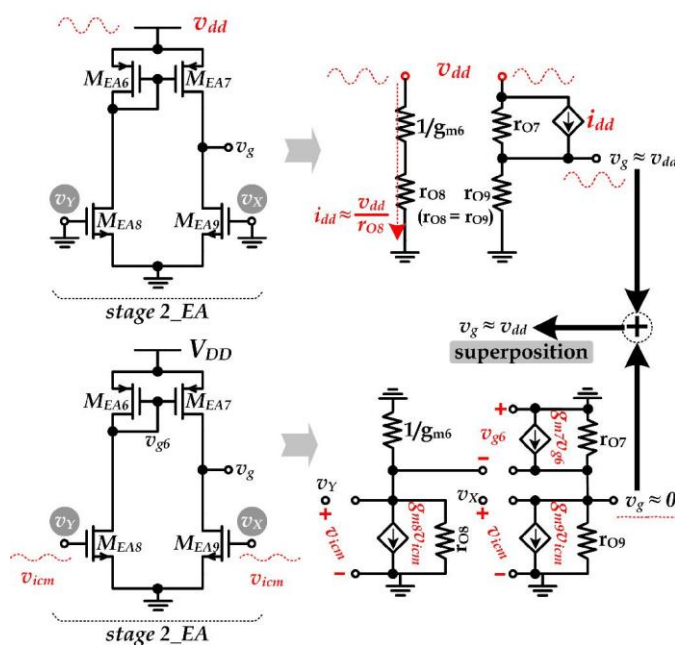 v_dd
M_EA6
M_EA7
v_g
v_Y
v_X
M_EA8
M_EA9
stage 2_EA
v_dd
1/g_m6
r_O7
i_dd
v_g ≈ v_dd
r_O8
r_O9
(r_O8 = r_O9)
i_dd ≈ v_dd/r_O8
+
v_g ≈ v_dd
superposition
V_DD
M_EA6
M_EA7
v_g6
v_g
v_Y
v_X
M_EA8
M_EA9
v_icm
v_icm
stage 2_EA
1/g_m6
+
v_g6
−
g_m7v_g6
r_O7
v_Y
+
v_icm
−
g_m8v_icm
r_O8
v_X
+
v_icm
−
g_m9v_icm
r_O9
v_g ≈ 0